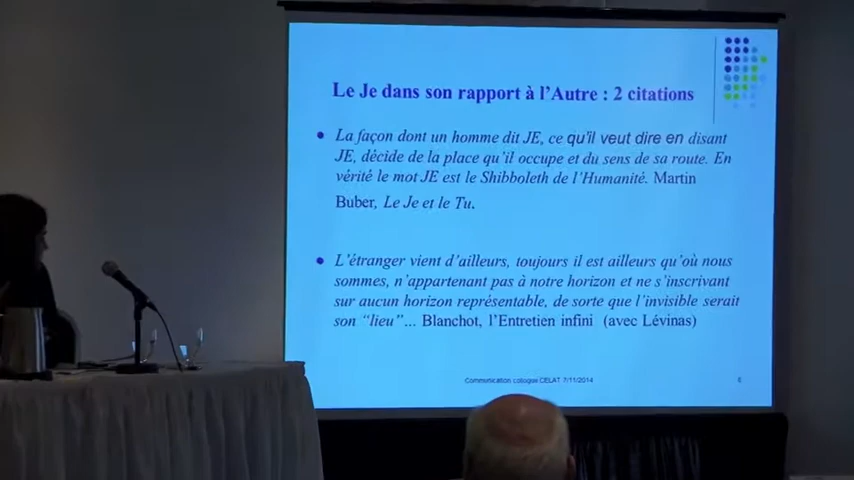 Le Je dans son rapport à l'Autre : 2 citations
• La façon dont un homme dit JE, ce qu'il veut dire en disant
JE, décide de la place qu'il occupe et du sens de sa route. En
vérité le mot JE est le Shibboleth de l'Humanité. Martin
Buber, Le Je et le Tu.
• L'étranger vient d'ailleurs, toujours il est ailleurs qu'où nous
sommes, n'appartenant pas à notre horizon et ne s'inscrivant
sur aucun horizon représentable, de sorte que l'invisible serait
son "lieu"... Blanchot, l'Entretien infini (avec Lévinas)
Communication cologue CELAT 7/11/2014